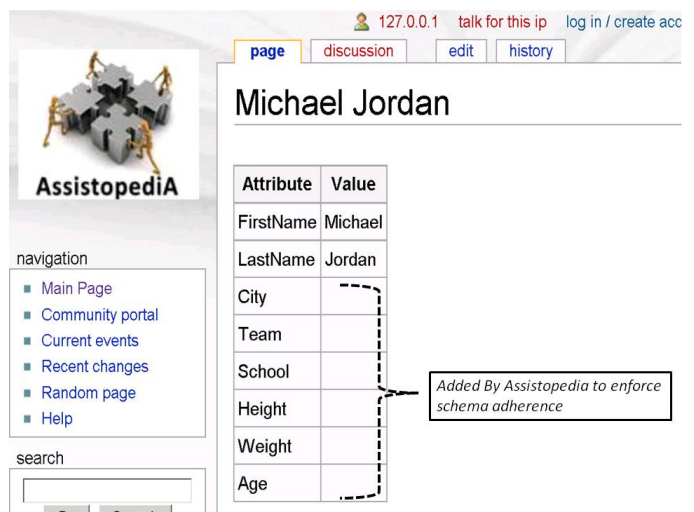 127.0.0.1 talk for this ip log in / create acc
page discussion edit history
Michael Jordan
AssistopediA
Attribute Value
FirstName Michael
LastName Jordan
City
Team
School
Height
Weight
Age
Added By Assistopedia to enforce
schema adherence
navigation
Main Page
Community portal
Current events
Recent changes
Random page
Help
search